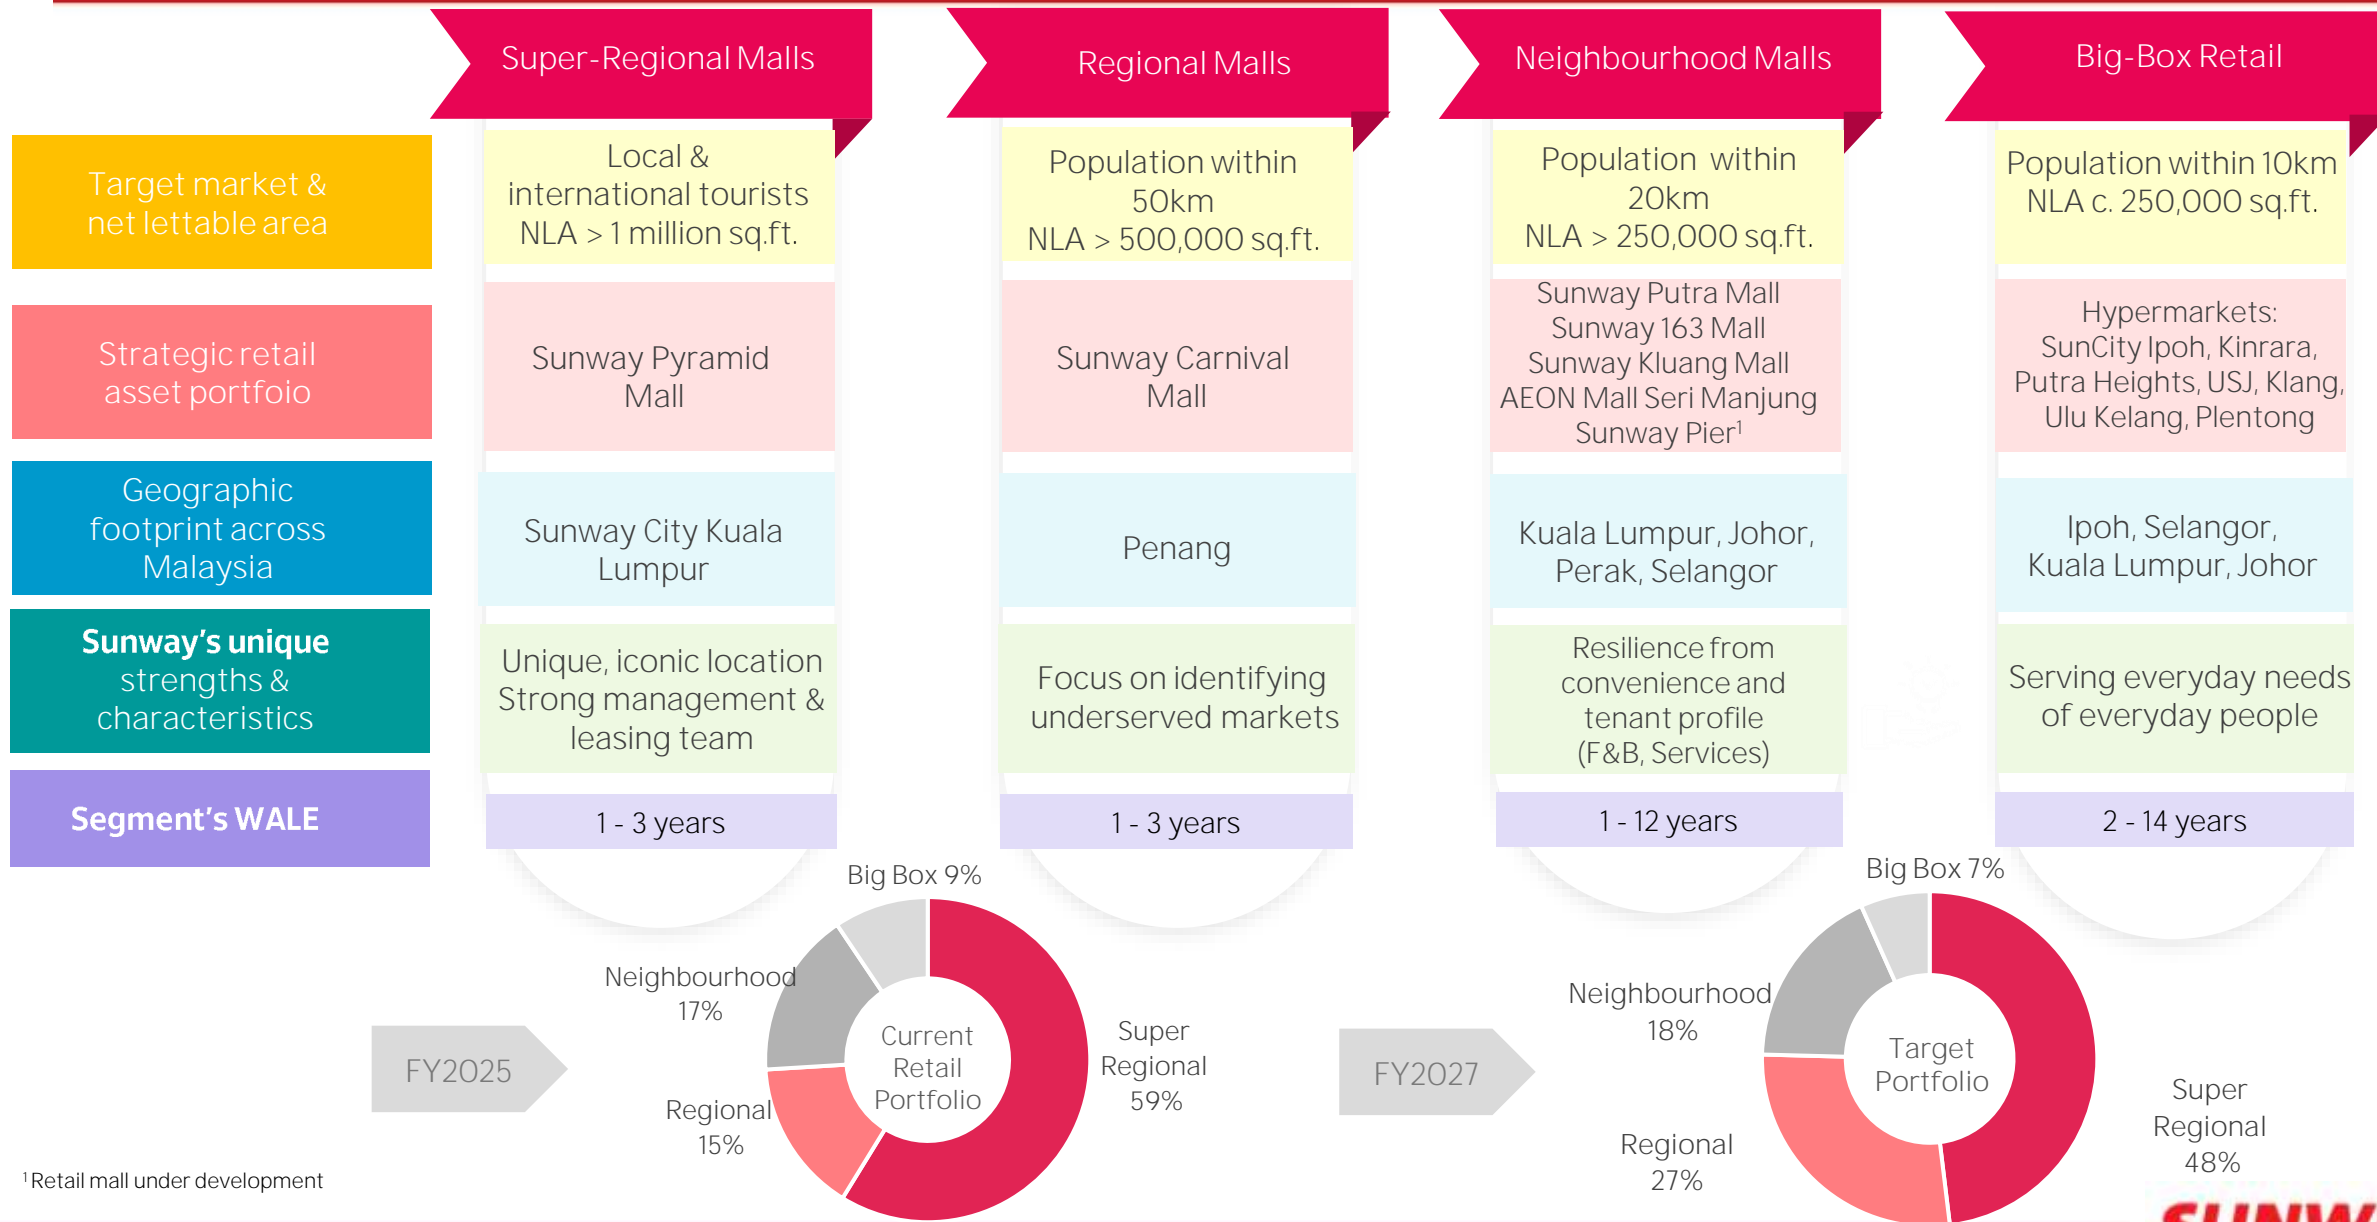 Super-Regional Malls
Regional Malls
Neighbourhood Malls
Big-Box Retail
Target market &
net lettable area
Local &
international tourists
NLA > 1 million sq.ft.
Population within
50km
NLA > 500,000 sq.ft.
Population within
20km
NLA > 250,000 sq.ft.
Population within 10km
NLA c. 250,000 sq.ft.
Strategic retail
asset portfoio
Sunway Pyramid
Mall
Sunway Carnival
Mall
Sunway Putra Mall
Sunway 163 Mall
Sunway Kluang Mall
AEON Mall Seri Manjung
Sunway Pier¹
Hypermarkets:
SunCity Ipoh, Kinrara,
Putra Heights, USJ, Klang,
Ulu Kelang, Plentong
Geographic
footprint across
Malaysia
Sunway City Kuala
Lumpur
Penang
Kuala Lumpur, Johor,
Perak, Selangor
Ipoh, Selangor,
Kuala Lumpur, Johor
Sunway's unique
strengths &
characteristics
Unique, iconic location
Strong management &
leasing team
Focus on identifying
underserved markets
Resilience from
convenience and
tenant profile
(F&B, Services)
Serving everyday needs
of everyday people
Segment's WALE
1 - 3 years
1 - 3 years
1 - 12 years
2 - 14 years
FY2025
Big Box 9%
Neighbourhood
17%
Regional
15%
Current
Retail
Portfolio
Super
Regional
59%
FY2027
Big Box 7%
Neighbourhood
18%
Regional
27%
Target
Portfolio
Super
Regional
48%
¹ Retail mall under development